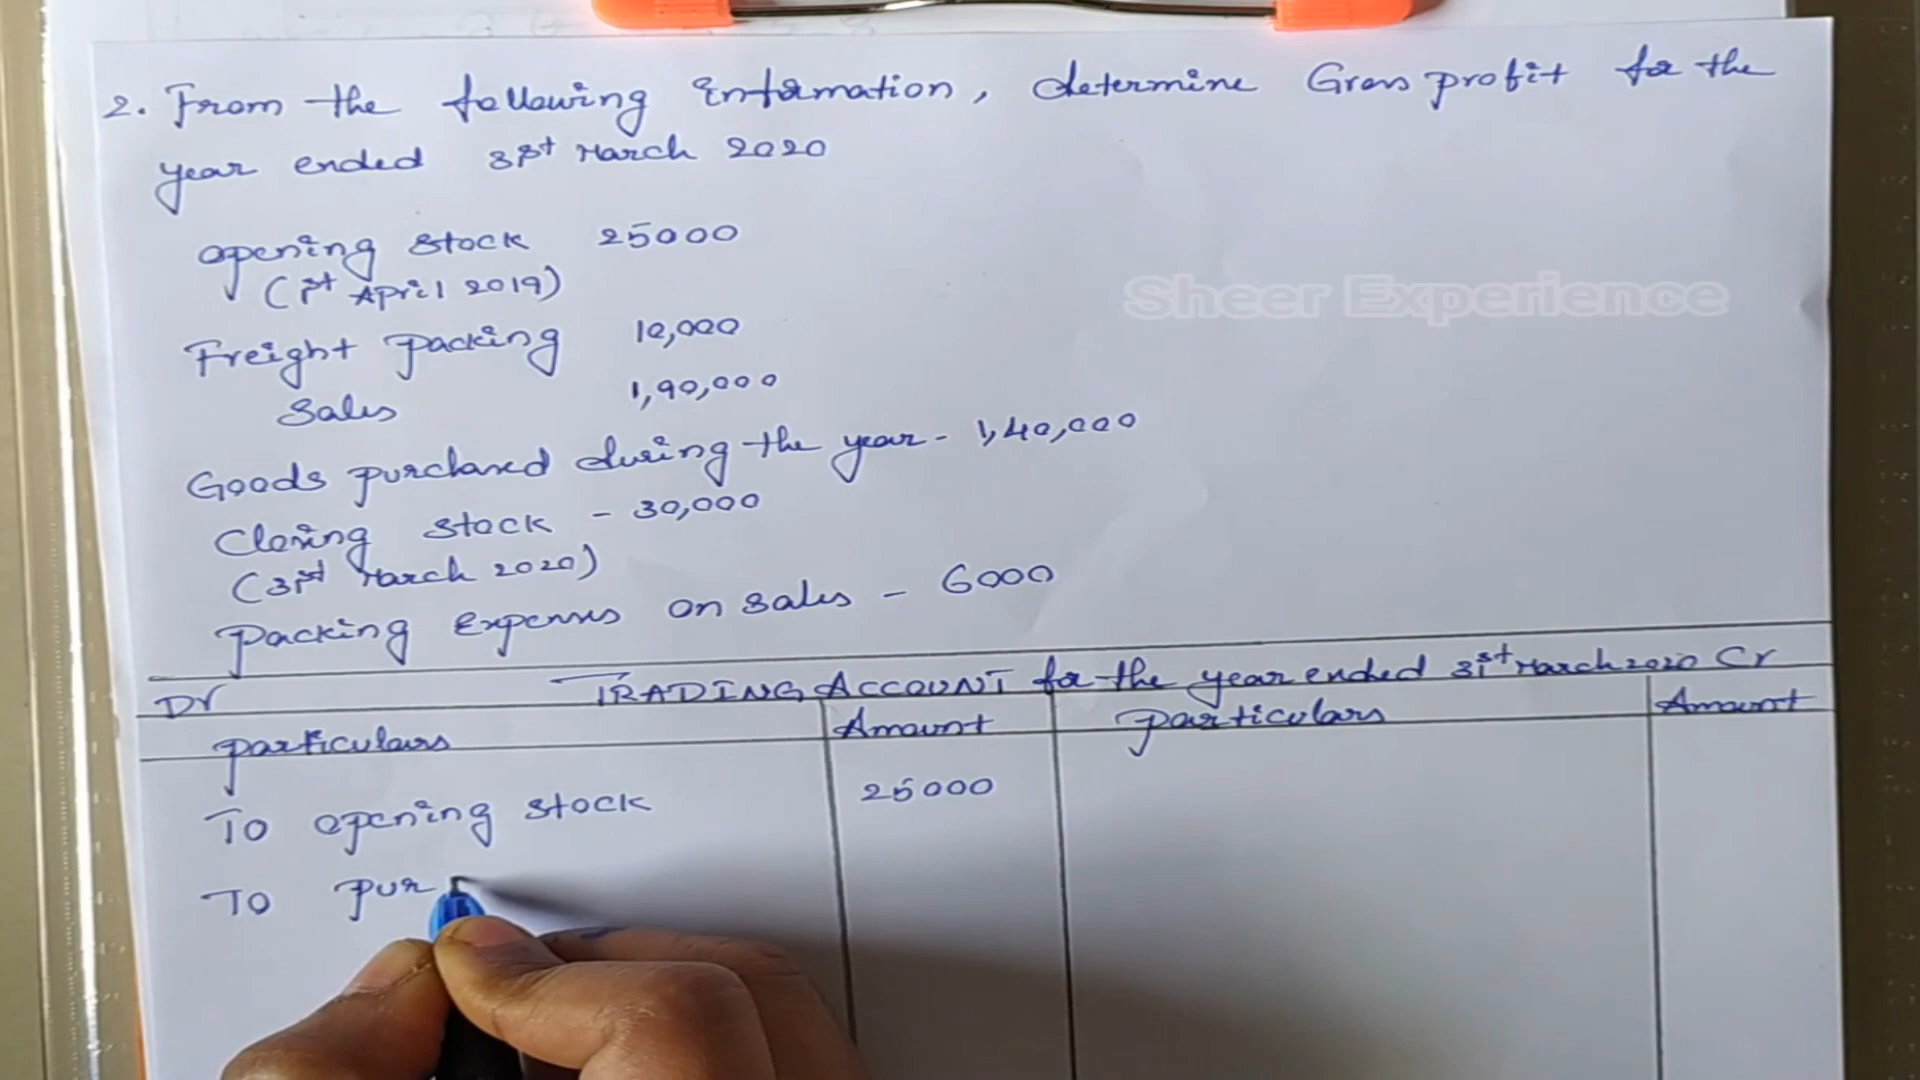 2. From the following Information, determine Gross profit for the
year ended 31st March 2020
opening stock 25000
(1st April 2019)
Freight packing 10,000
Sales 1,90,000
Goods purchased during the year - 1,40,000
Closing stock - 30,000
(31st March 2020)
packing Expenses on sales - 6000
Dr TRADING ACCOUNT for the year ended 31st March 2020 Cr
particulars Amount particulars Amount
To opening stock 25000
To pur
Sheer Experience